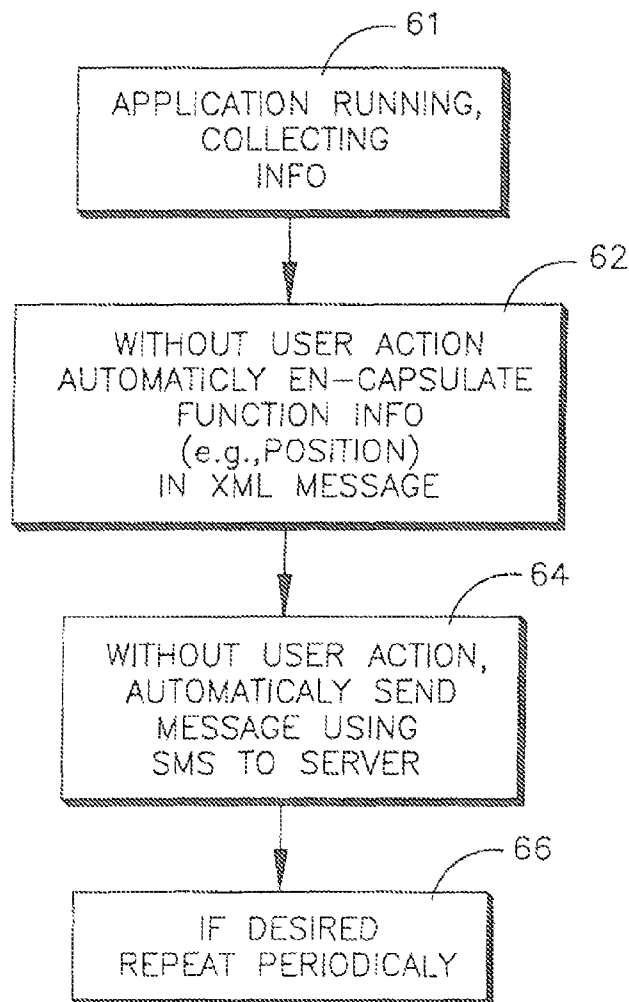 61
APPLICATION RUNNING,
COLLECTING
INFO
62
WITHOUT USER ACTION
AUTOMATICLY EN-CAPSULATE
FUNCTION INFO
(e.g.,POSITION)
IN XML MESSAGE
64
WITHOUT USER ACTION,
AUTOMATICALY SEND
MESSAGE USING
SMS TO SERVER
66
IF DESIRED
REPEAT PERIODICALY